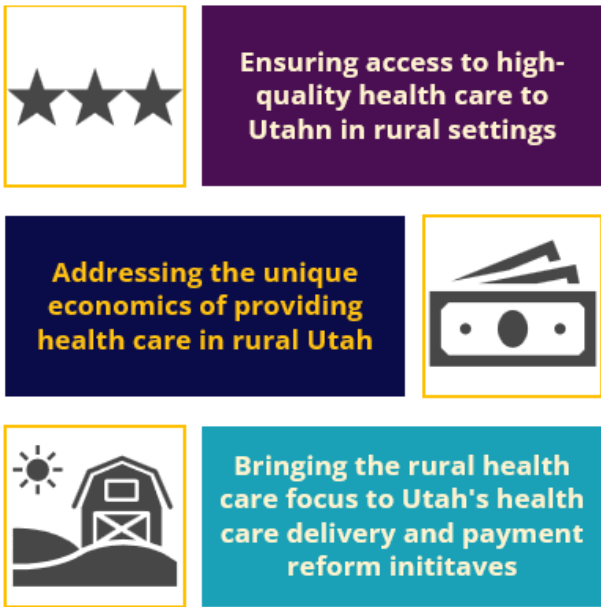 Ensuring access to high-
quality health care to
Utahn in rural settings
Addressing the unique
economics of providing
health care in rural Utah
Bringing the rural health
care focus to Utah's health
care delivery and payment
reform inititaves